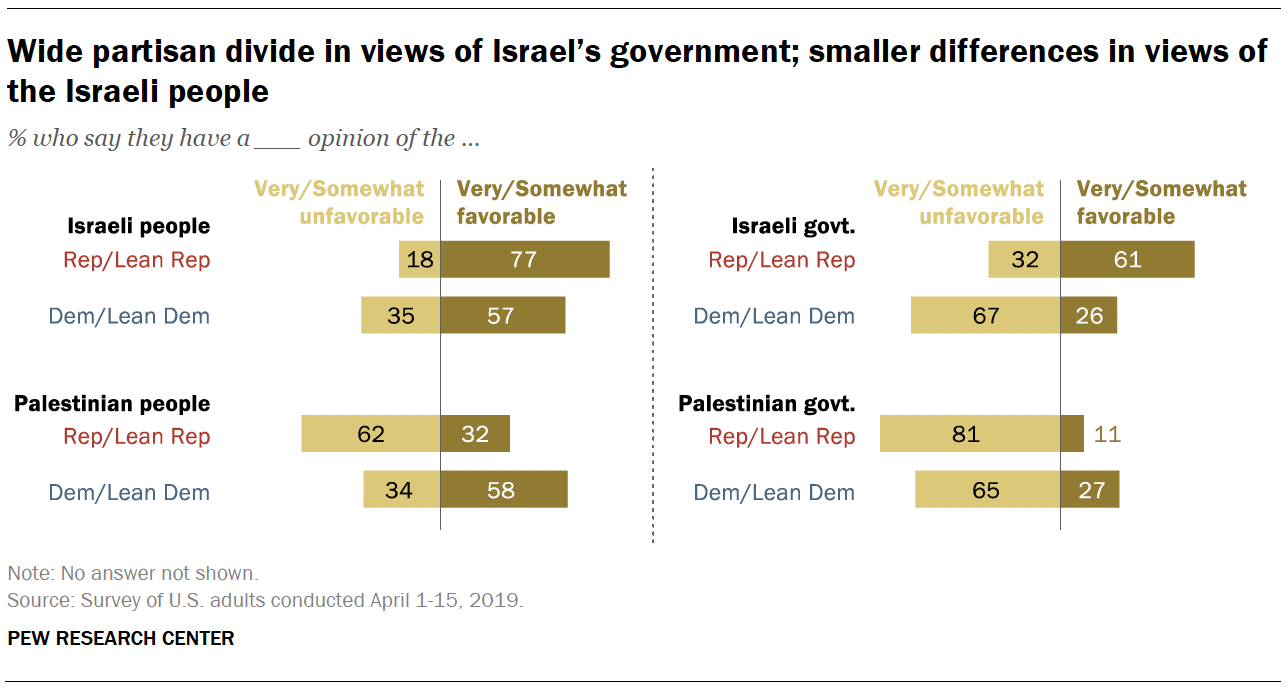 Wide partisan divide in views of Israel’s government; smaller differences in views of
the Israeli people
% who say they have a ____ opinion of the ...
Very/Somewhat unfavorable
Very/Somewhat favorable
Israeli people
Rep/Lean Rep 18 77
Dem/Lean Dem 35 57
Palestinian people
Rep/Lean Rep 62 32
Dem/Lean Dem 34 58
Very/Somewhat unfavorable
Very/Somewhat favorable
Israeli govt.
Rep/Lean Rep 32 61
Dem/Lean Dem 67 26
Palestinian govt.
Rep/Lean Rep 81 11
Dem/Lean Dem 65 27
Note: No answer not shown.
Source: Survey of U.S. adults conducted April 1-15, 2019.
PEW RESEARCH CENTER